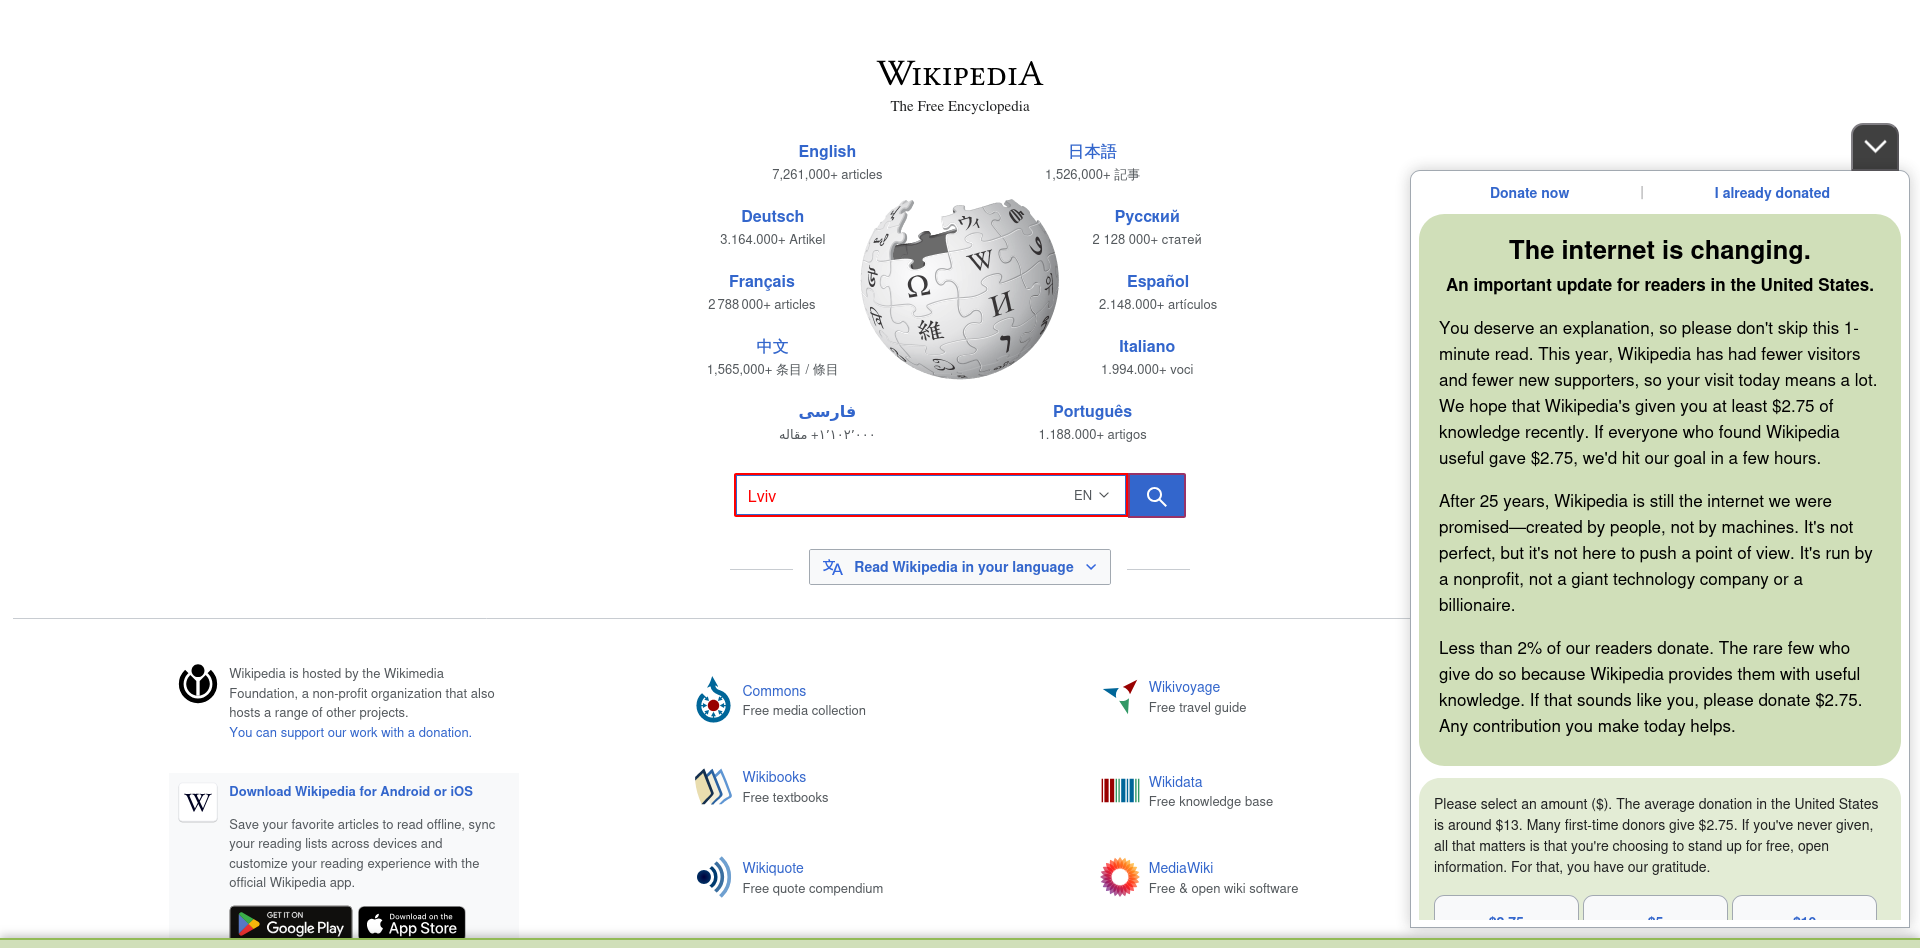 WIKIPEDIA
The Free Encyclopedia
English
7,261,000+ articles
日本語
1,526,000+ 記事
Deutsch
3.164.000+ Artikel
Русский
2 128 000+ статей
Français
2 788 000+ articles
Español
2.148.000+ artículos
中文
1,565,000+ 条目 / 條目
Italiano
1.994.000+ voci
فارسی
۱٬۱۰۲٬۰۰۰+ مقاله
Português
1.188.000+ artigos
Ω
W
И
維
ウィ
Lviv
EN
Read Wikipedia in your language
Wikipedia is hosted by the Wikimedia
Foundation, a non-profit organization that also
hosts a range of other projects.
You can support our work with a donation.
W
Download Wikipedia for Android or iOS
Save your favorite articles to read offline, sync
your reading lists across devices and
customize your reading experience with the
official Wikipedia app.
GET IT ON
Google Play
Download on the
App Store
Commons
Free media collection
Wikivoyage
Free travel guide
Wikibooks
Free textbooks
Wikidata
Free knowledge base
Wikiquote
Free quote compendium
MediaWiki
Free & open wiki software
Donate now
|
I already donated
The internet is changing.
An important update for readers in the United States.
You deserve an explanation, so please don't skip this 1-
minute read. This year, Wikipedia has had fewer visitors
and fewer new supporters, so your visit today means a lot.
We hope that Wikipedia's given you at least $2.75 of
knowledge recently. If everyone who found Wikipedia
useful gave $2.75, we'd hit our goal in a few hours.
After 25 years, Wikipedia is still the internet we were
promised—created by people, not by machines. It's not
perfect, but it's not here to push a point of view. It's run by
a nonprofit, not a giant technology company or a
billionaire.
Less than 2% of our readers donate. The rare few who
give do so because Wikipedia provides them with useful
knowledge. If that sounds like you, please donate $2.75.
Any contribution you make today helps.
Please select an amount ($). The average donation in the United States
is around $13. Many first-time donors give $2.75. If you've never given,
all that matters is that you're choosing to stand up for free, open
information. For that, you have our gratitude.
$2.75
$5
$10